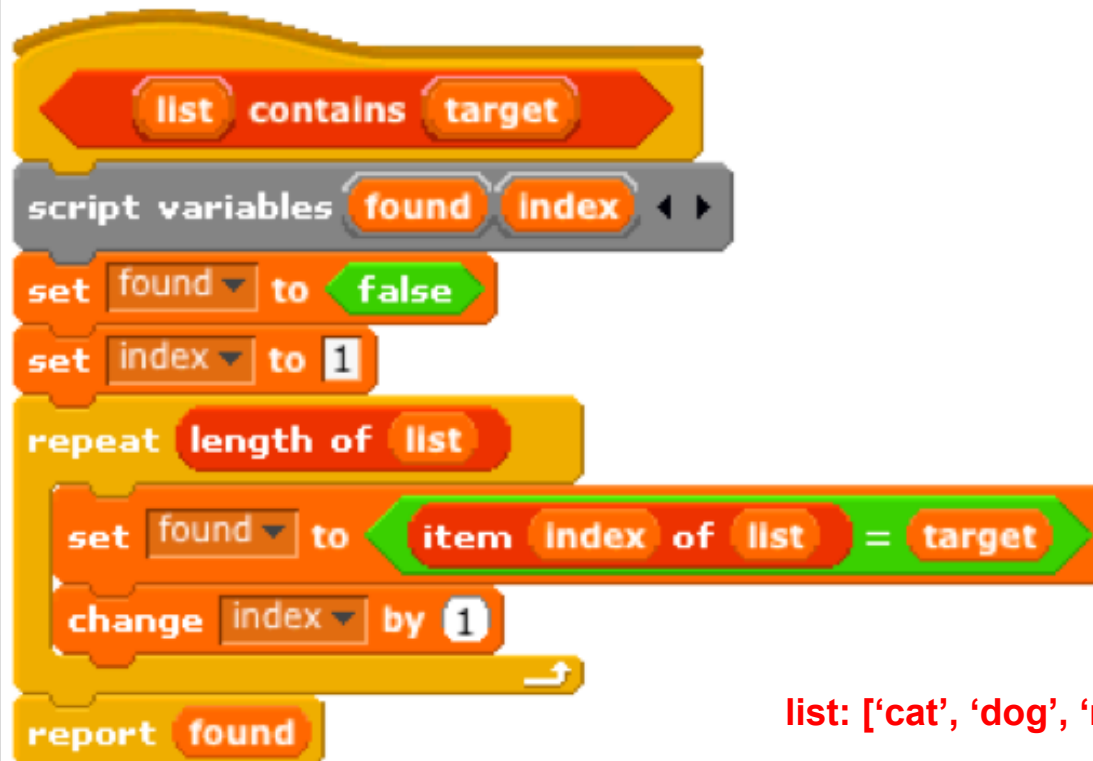 list contains target
script variables found index
set found to false
set index to 1
repeat length of list
set found to item index of list = target
change index by 1
report found
list: ['cat', 'dog',